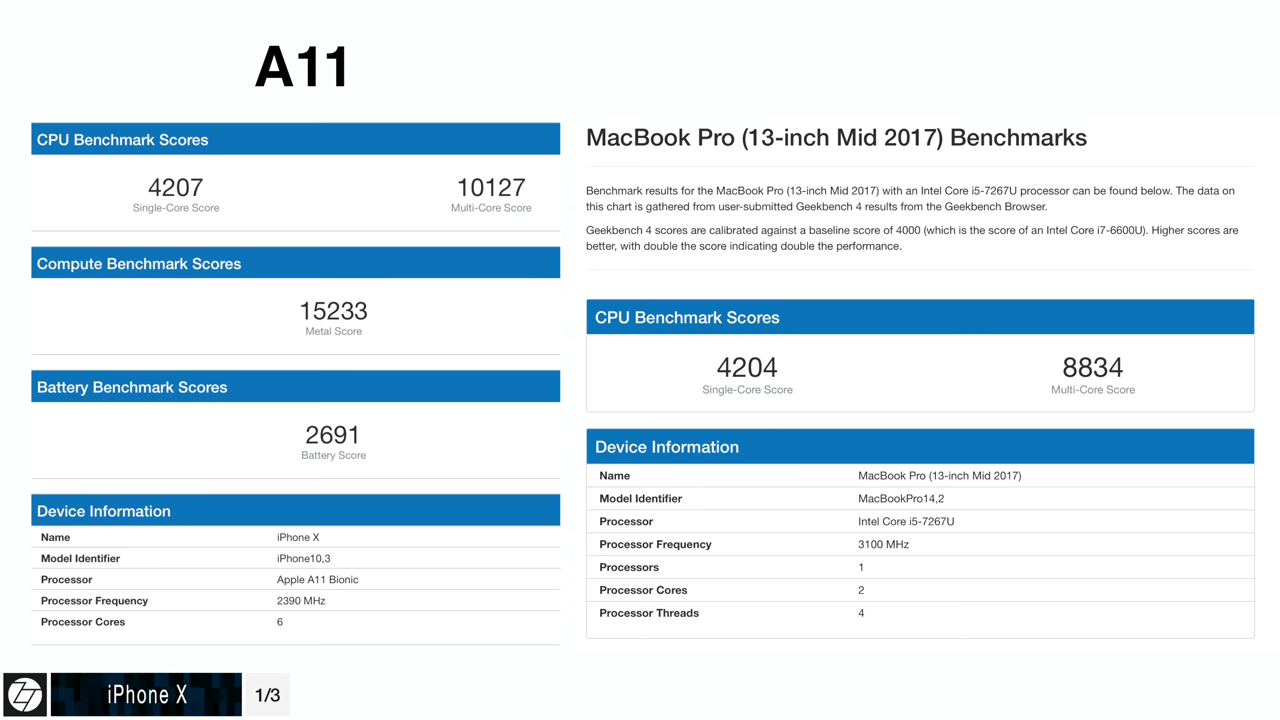 A11
CPU Benchmark Scores
4207 10127
Single-Core Score Multi-Core Score
Compute Benchmark Scores
15233
Metal Score
Battery Benchmark Scores
2691
Battery Score
Device Information
Name iPhone X
Model Identifier iPhone10,3
Processor Apple A11 Bionic
Processor Frequency 2390 MHz
Processor Cores 6
MacBook Pro (13-inch Mid 2017) Benchmarks
Benchmark results for the MacBook Pro (13-inch Mid 2017) with an Intel Core i5-7267U processor can be found below. The data on
this chart is gathered from user-submitted Geekbench 4 results from the Geekbench Browser.
Geekbench 4 scores are calibrated against a baseline score of 4000 (which is the score of an Intel Core i7-6600U). Higher scores are
better, with double the score indicating double the performance.
CPU Benchmark Scores
4204 8834
Single-Core Score Multi-Core Score
Device Information
Name MacBook Pro (13-inch Mid 2017)
Model Identifier MacBookPro14,2
Processor Intel Core i5-7267U
Processor Frequency 3100 MHz
Processors 1
Processor Cores 2
Processor Threads 4
iPhone X 1/3